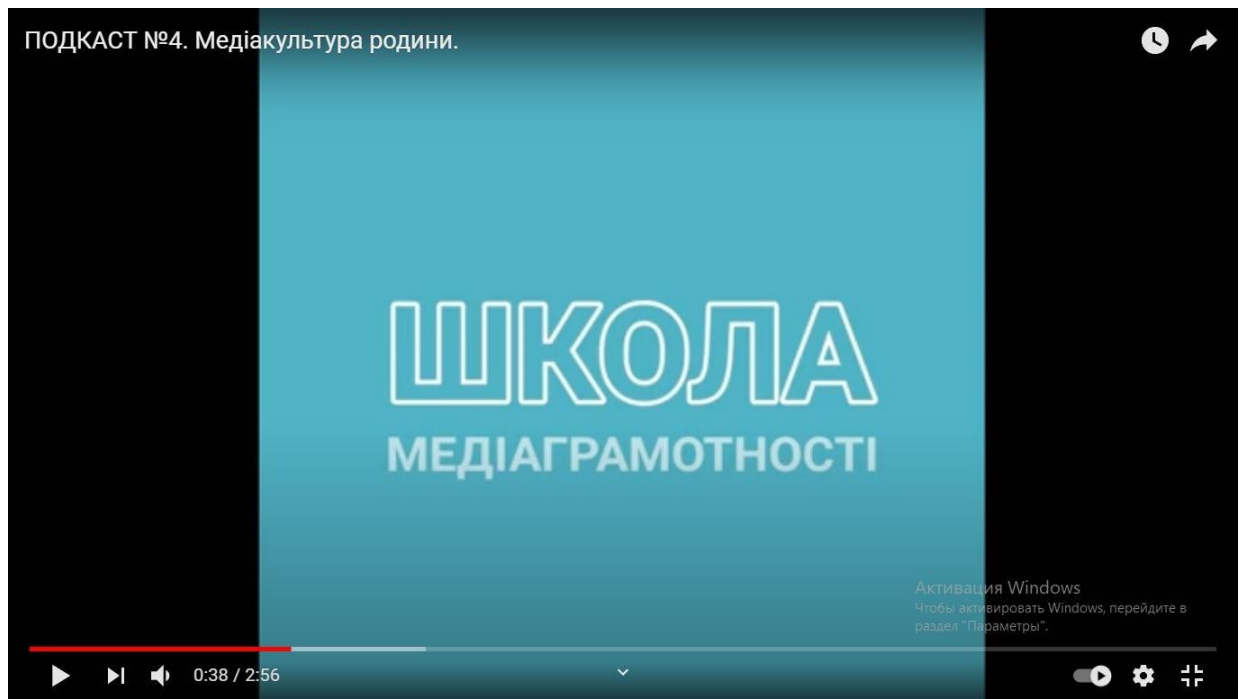 ПОДКАСТ №4. Медіакультура родини.
ШКОЛА
МЕДІАГРАМОТНОСТІ
Активация Windows
Чтобы активировать Windows, перейдите в
раздел "Параметры".
0:38 / 2:56